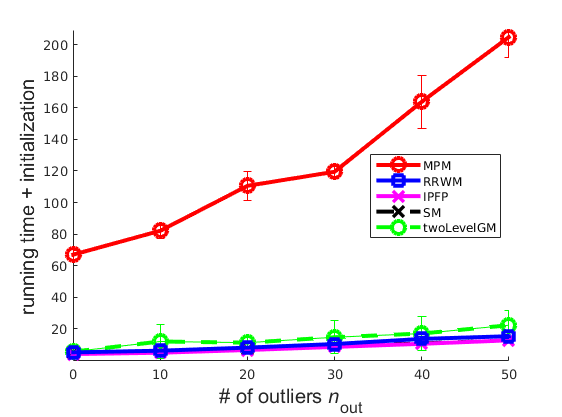 running time + initialization
200
180
160
140
120
100
80
60
40
20
MPM
RRWM
IPFP
SM
twoLevelGM
0 10 20 30 40 50
# of outliers n_out